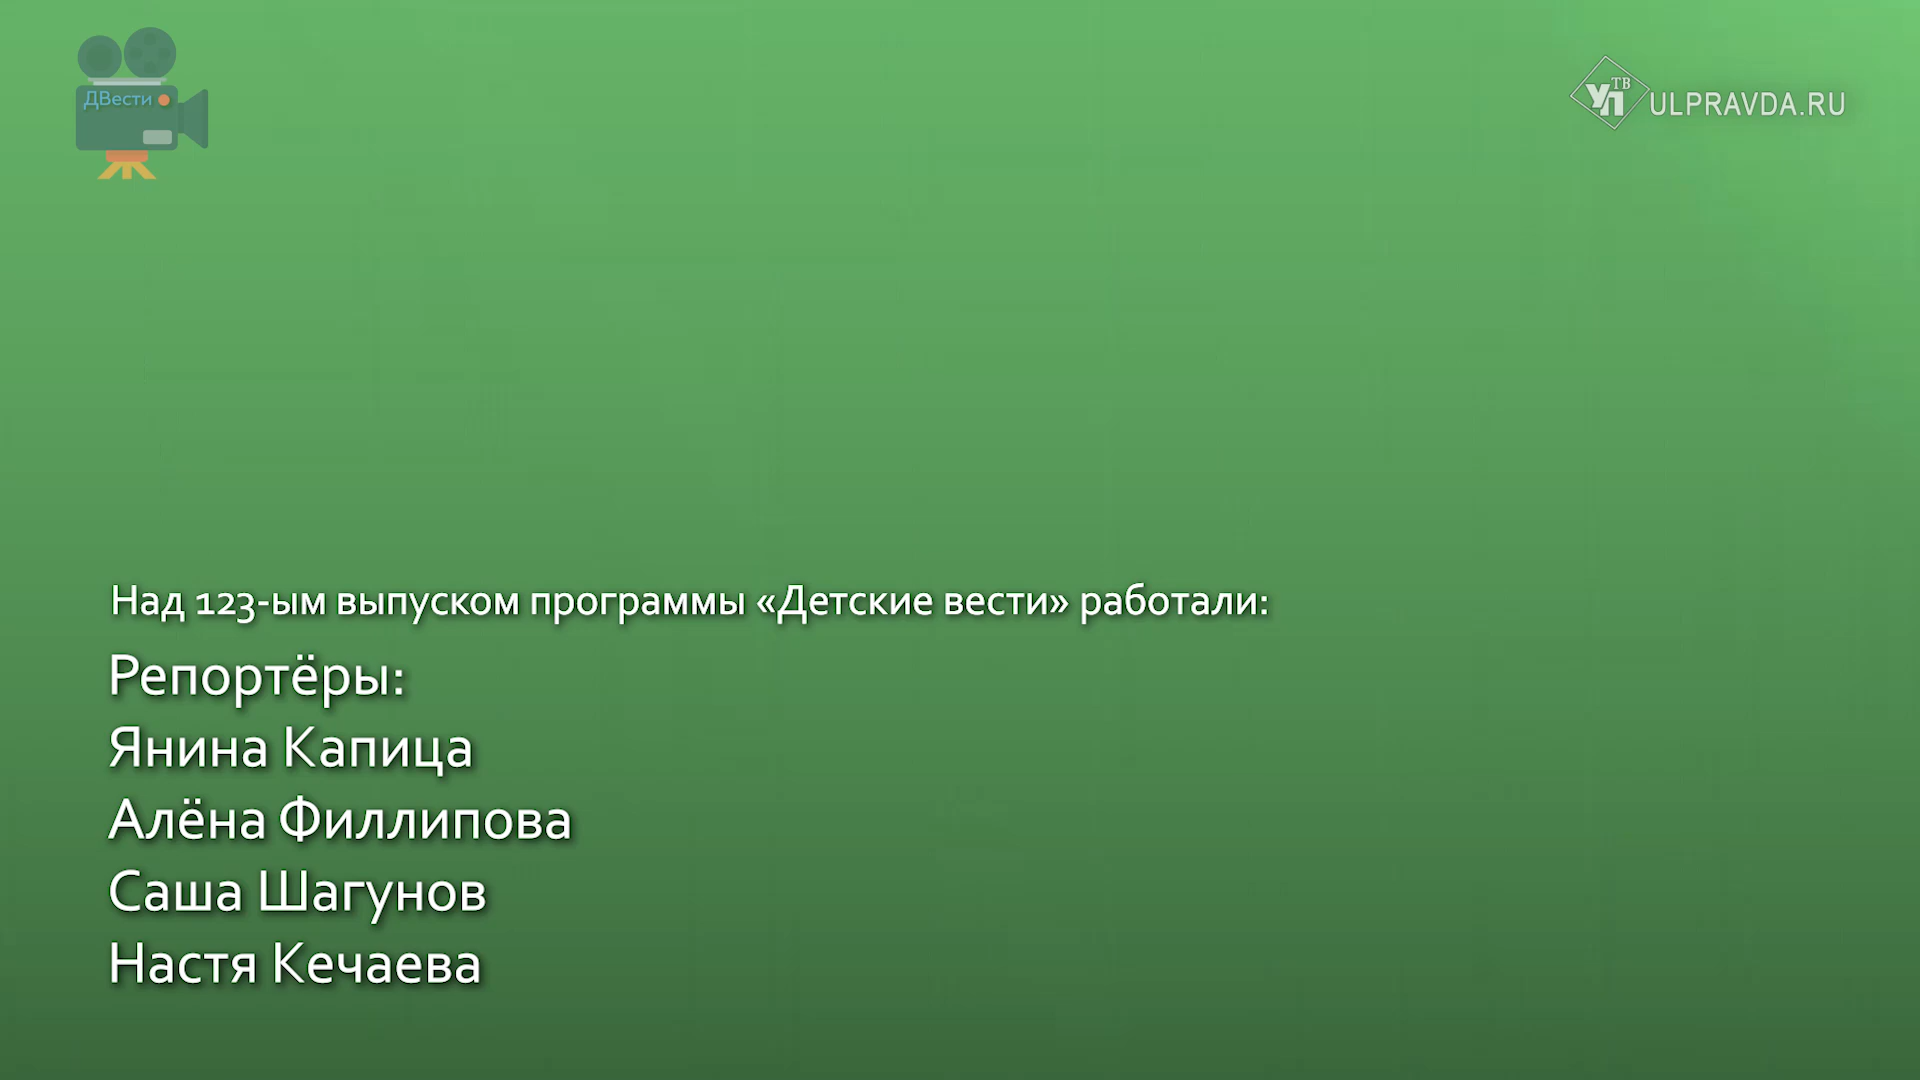 ДВести
УП ТВ ULPRAVDA.RU
Над 123-ым выпуском программы «Детские вести» работали:
Репортёры:
Янина Капица
Алёна Филлипова
Саша Шагунов
Настя Кечаева